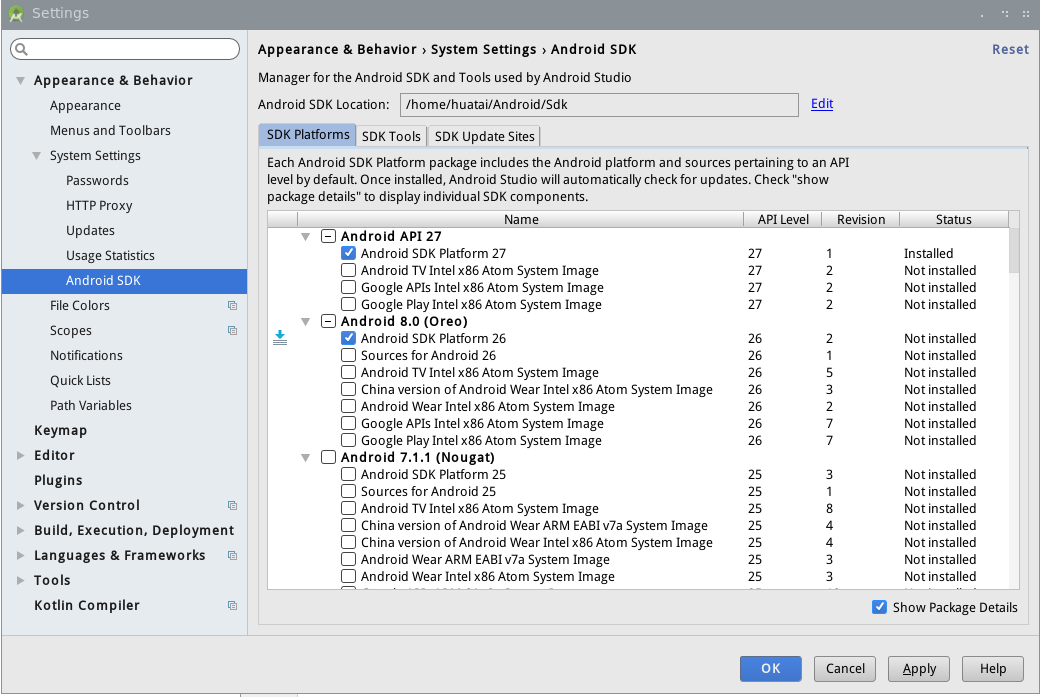 Settings
Appearance & Behavior › System Settings › Android SDK
Reset
Appearance & Behavior
Appearance
Menus and Toolbars
System Settings
Passwords
HTTP Proxy
Updates
Usage Statistics
Android SDK
File Colors
Scopes
Notifications
Quick Lists
Path Variables
Keymap
Editor
Plugins
Version Control
Build, Execution, Deployment
Languages & Frameworks
Tools
Kotlin Compiler
Manager for the Android SDK and Tools used by Android Studio
Android SDK Location: /home/huatai/Android/Sdk Edit
SDK Platforms SDK Tools SDK Update Sites
Each Android SDK Platform package includes the Android platform and sources pertaining to an API
level by default. Once installed, Android Studio will automatically check for updates. Check "show
package details" to display individual SDK components.
Name API Level Revision Status
Android API 27
Android SDK Platform 27 27 1 Installed
Android TV Intel x86 Atom System Image 27 2 Not installed
Google APIs Intel x86 Atom System Image 27 2 Not installed
Google Play Intel x86 Atom System Image 27 2 Not installed
Android 8.0 (Oreo)
Android SDK Platform 26 26 2 Not installed
Sources for Android 26 26 1 Not installed
Android TV Intel x86 Atom System Image 26 5 Not installed
China version of Android Wear Intel x86 Atom System Image 26 3 Not installed
Android Wear Intel x86 Atom System Image 26 2 Not installed
Google APIs Intel x86 Atom System Image 26 7 Not installed
Google Play Intel x86 Atom System Image 26 7 Not installed
Android 7.1.1 (Nougat)
Android SDK Platform 25 25 3 Not installed
Sources for Android 25 25 1 Not installed
Android TV Intel x86 Atom System Image 25 8 Not installed
China version of Android Wear ARM EABI v7a System Image 25 4 Not installed
China version of Android Wear Intel x86 Atom System Image 25 4 Not installed
Android Wear ARM EABI v7a System Image 25 3 Not installed
Android Wear Intel x86 Atom System Image 25 3 Not installed
Show Package Details
OK Cancel Apply Help